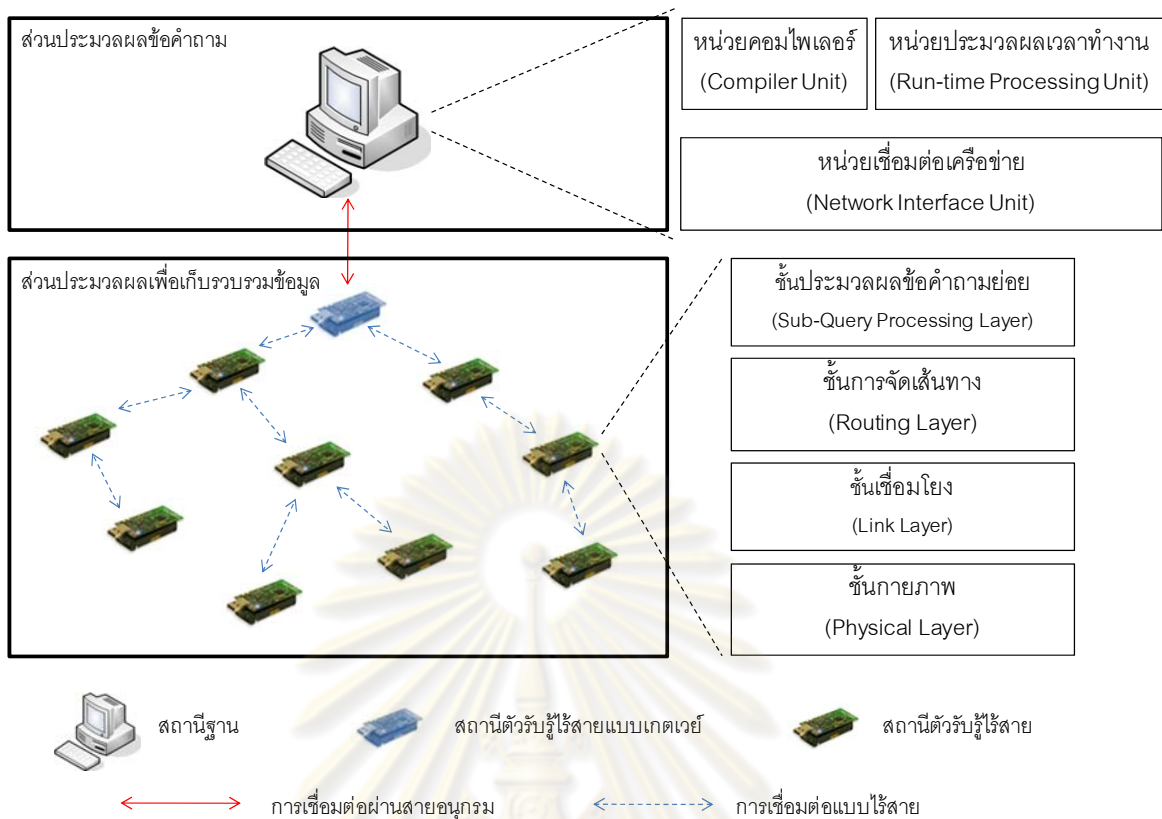 ส่วนประมวลผลข้อคำถาม
หน่วยคอมไพเลอร์
(Compiler Unit)
หน่วยประมวลผลเวลาทำงาน
(Run-time Processing Unit)
หน่วยเชื่อมต่อเครือข่าย
(Network Interface Unit)
ส่วนประมวลผลเพื่อเก็บรวบรวมข้อมูล
ชั้นประมวลผลข้อคำถามย่อย
(Sub-Query Processing Layer)
ชั้นการจัดเส้นทาง
(Routing Layer)
ชั้นเชื่อมโยง
(Link Layer)
ชั้นกายภาพ
(Physical Layer)
สถานีฐาน
สถานีตัวรับรู้ไร้สายแบบเกตเวย์
สถานีตัวรับรู้ไร้สาย
การเชื่อมต่อผ่านสายอนุกรม
การเชื่อมต่อแบบไร้สาย